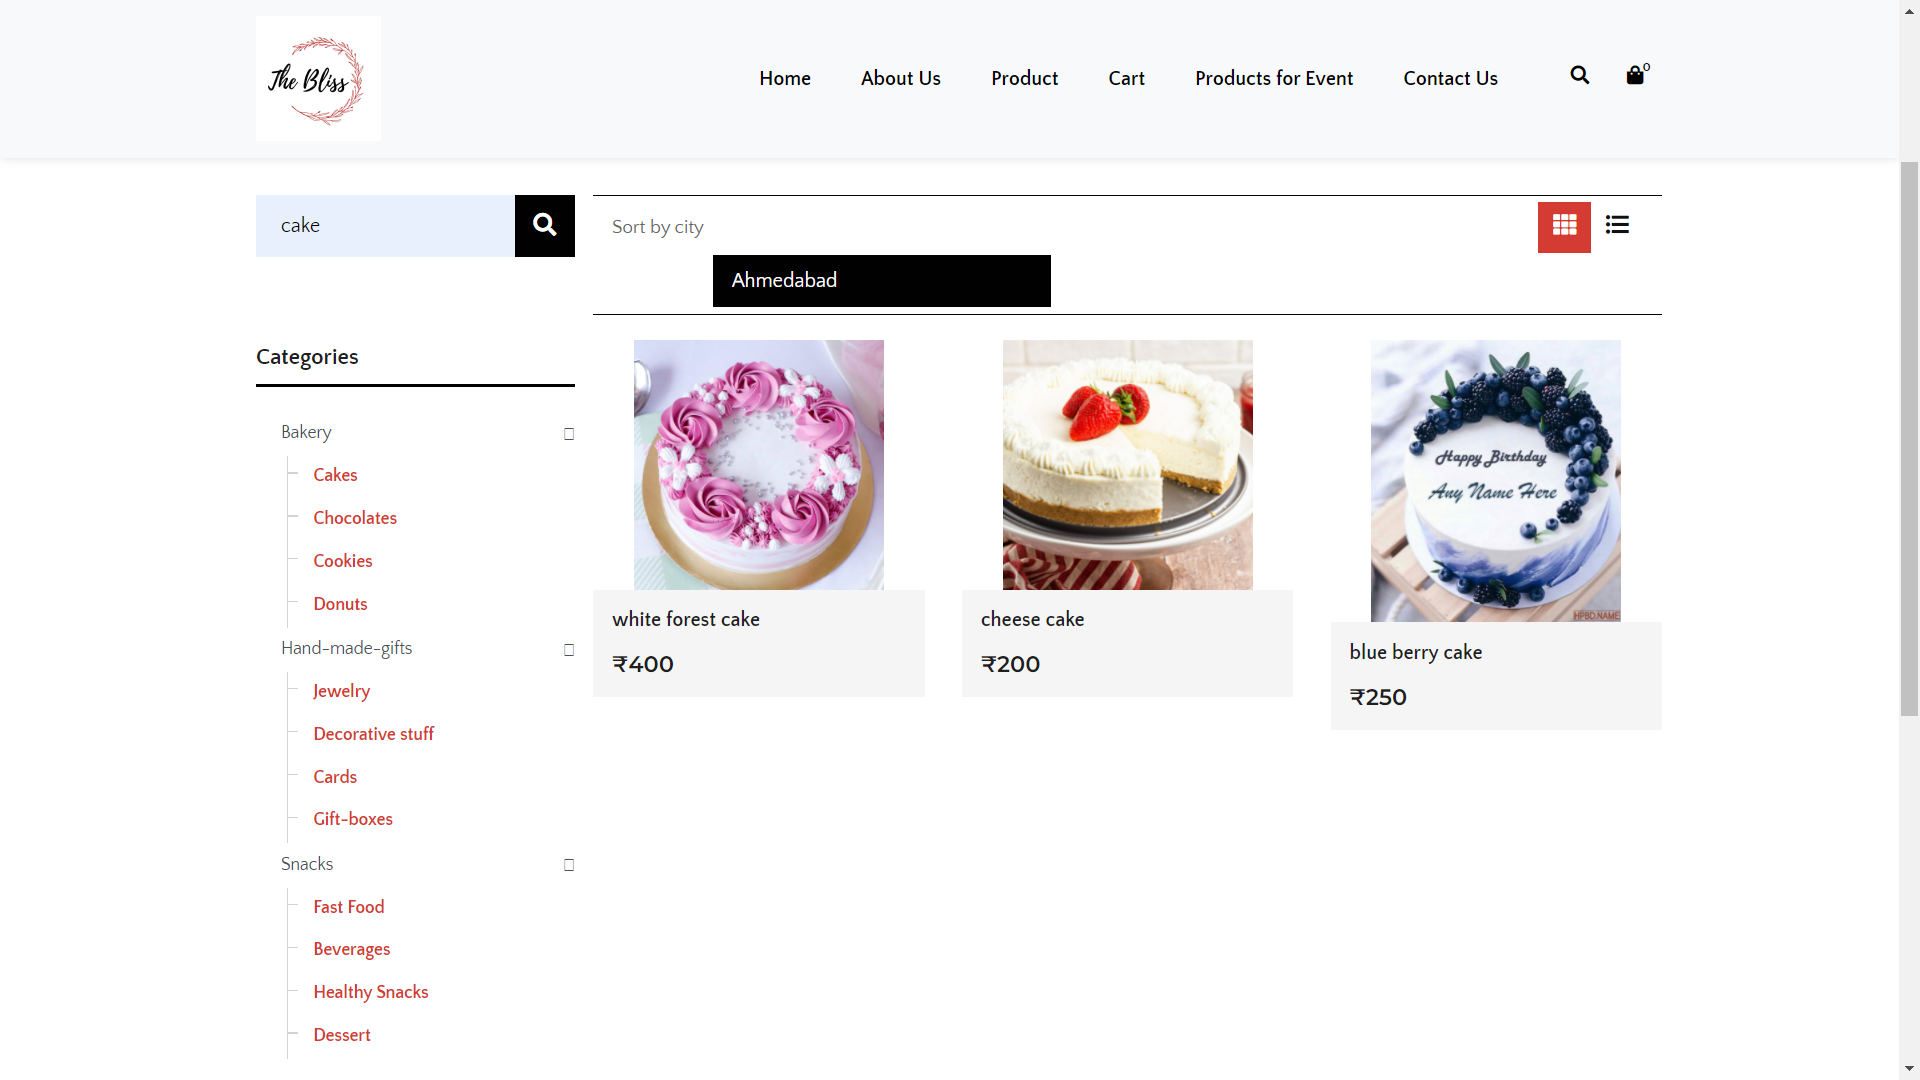 The Bliss
Home
About Us
Product
Cart
Products for Event
Contact Us
0
cake
Sort by city
Ahmedabad
Categories
Bakery
Cakes
Chocolates
Cookies
Donuts
Hand-made-gifts
Jewelry
Decorative stuff
Cards
Gift-boxes
Snacks
Fast Food
Beverages
Healthy Snacks
Dessert
white forest cake
₹400
cheese cake
₹200
Happy Birthday
Any Name Here
HPBD.NAME
blue berry cake
₹250